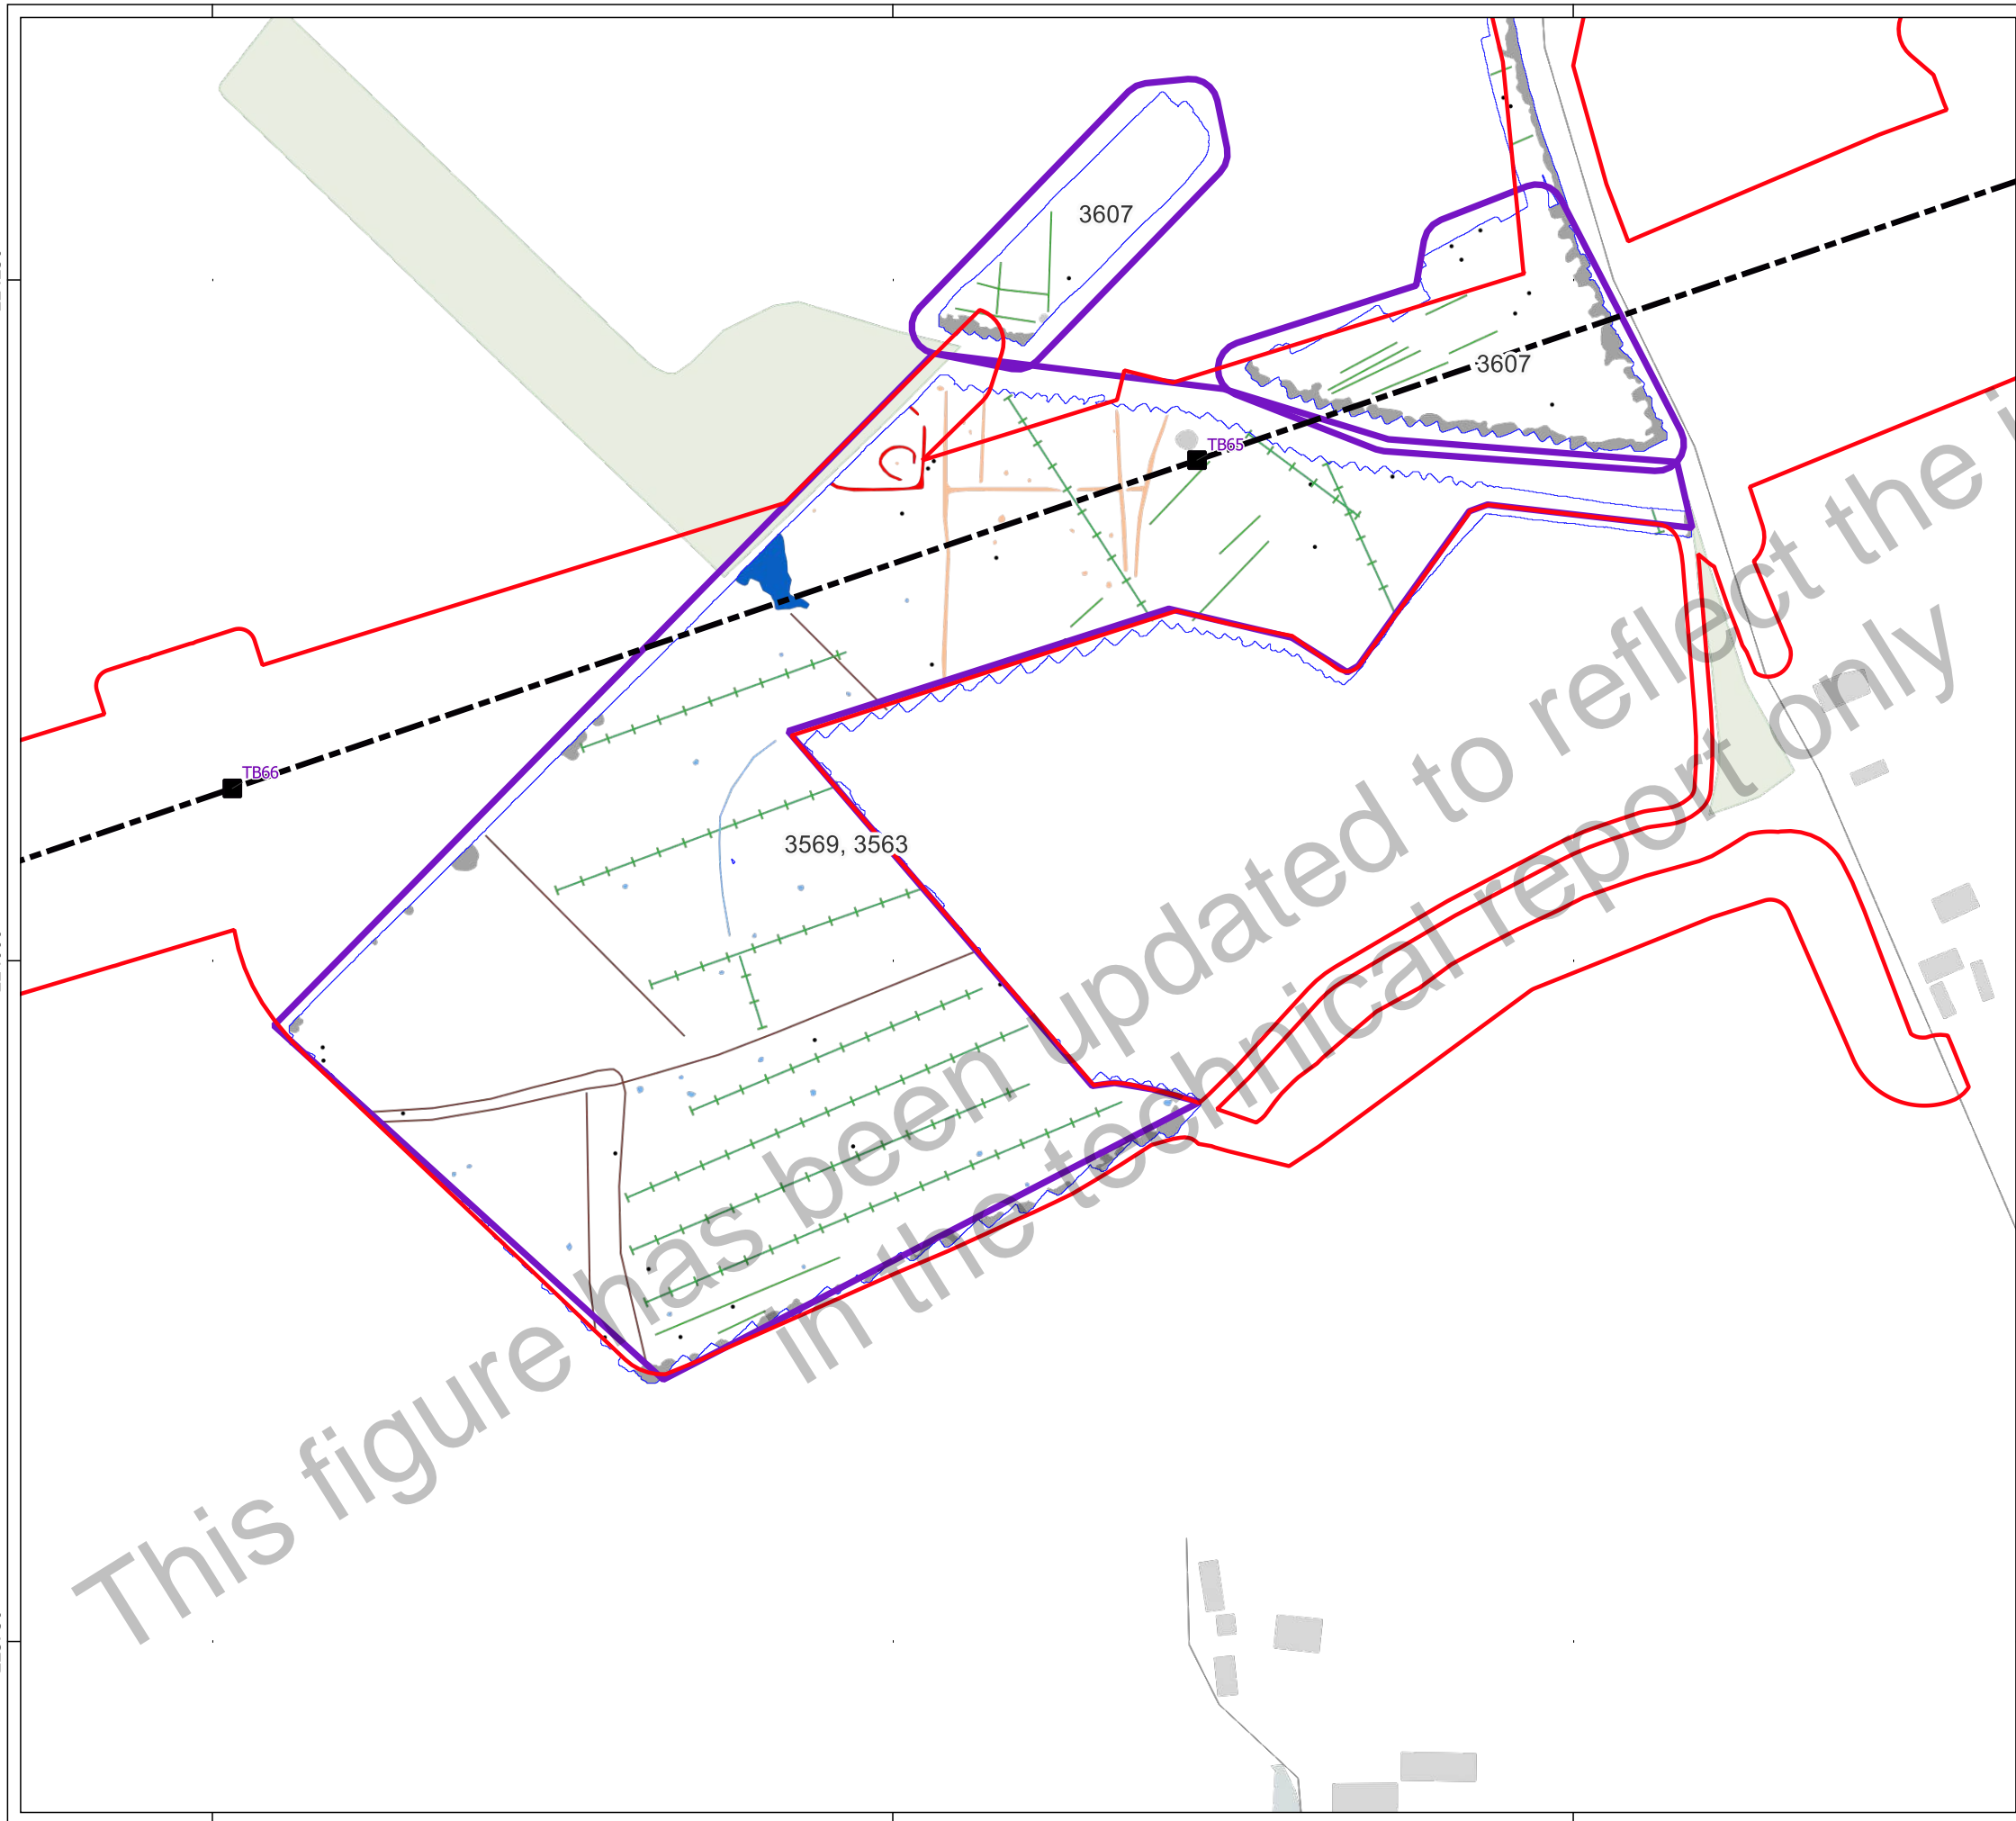 3607
3607
TB65
TB66
3569, 3563
This figure has been updated to reflect the
in the technical report only